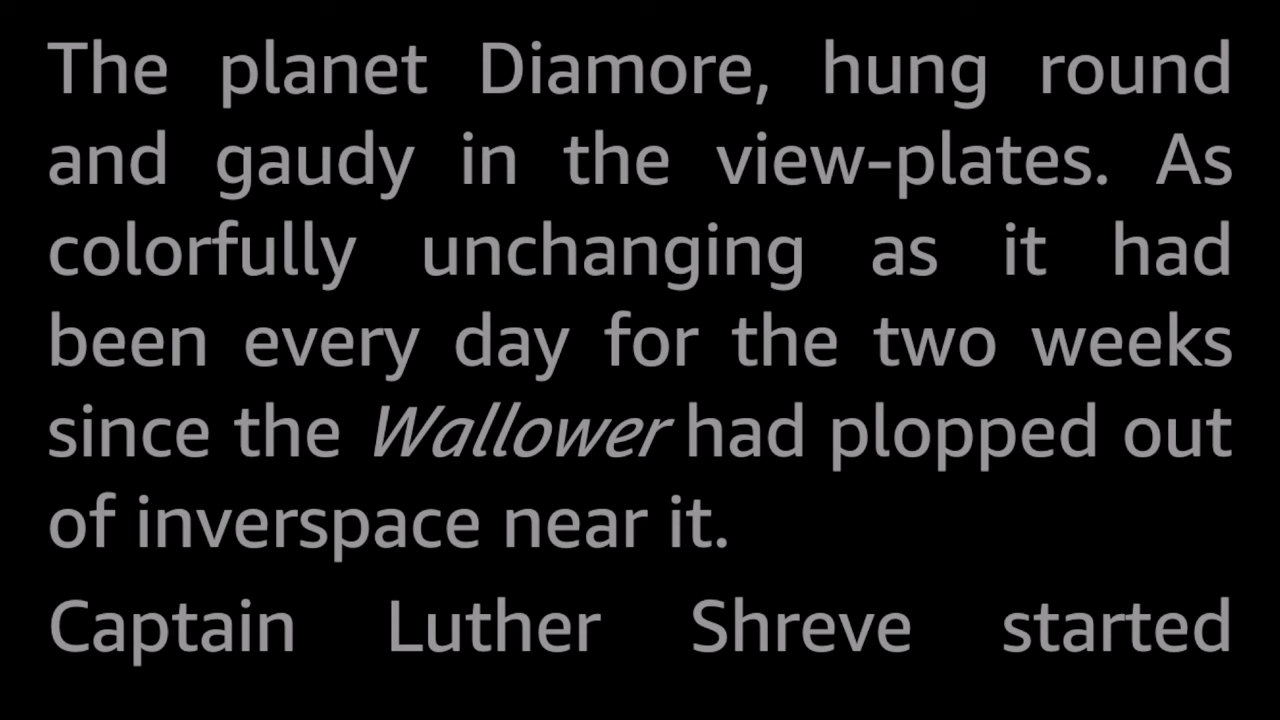 The planet Diamore, hung round
and gaudy in the view-plates. As
colorfully unchanging as it had
been every day for the two weeks
since the Wallower had plopped out
of inverspace near it.
Captain Luther Shreve started